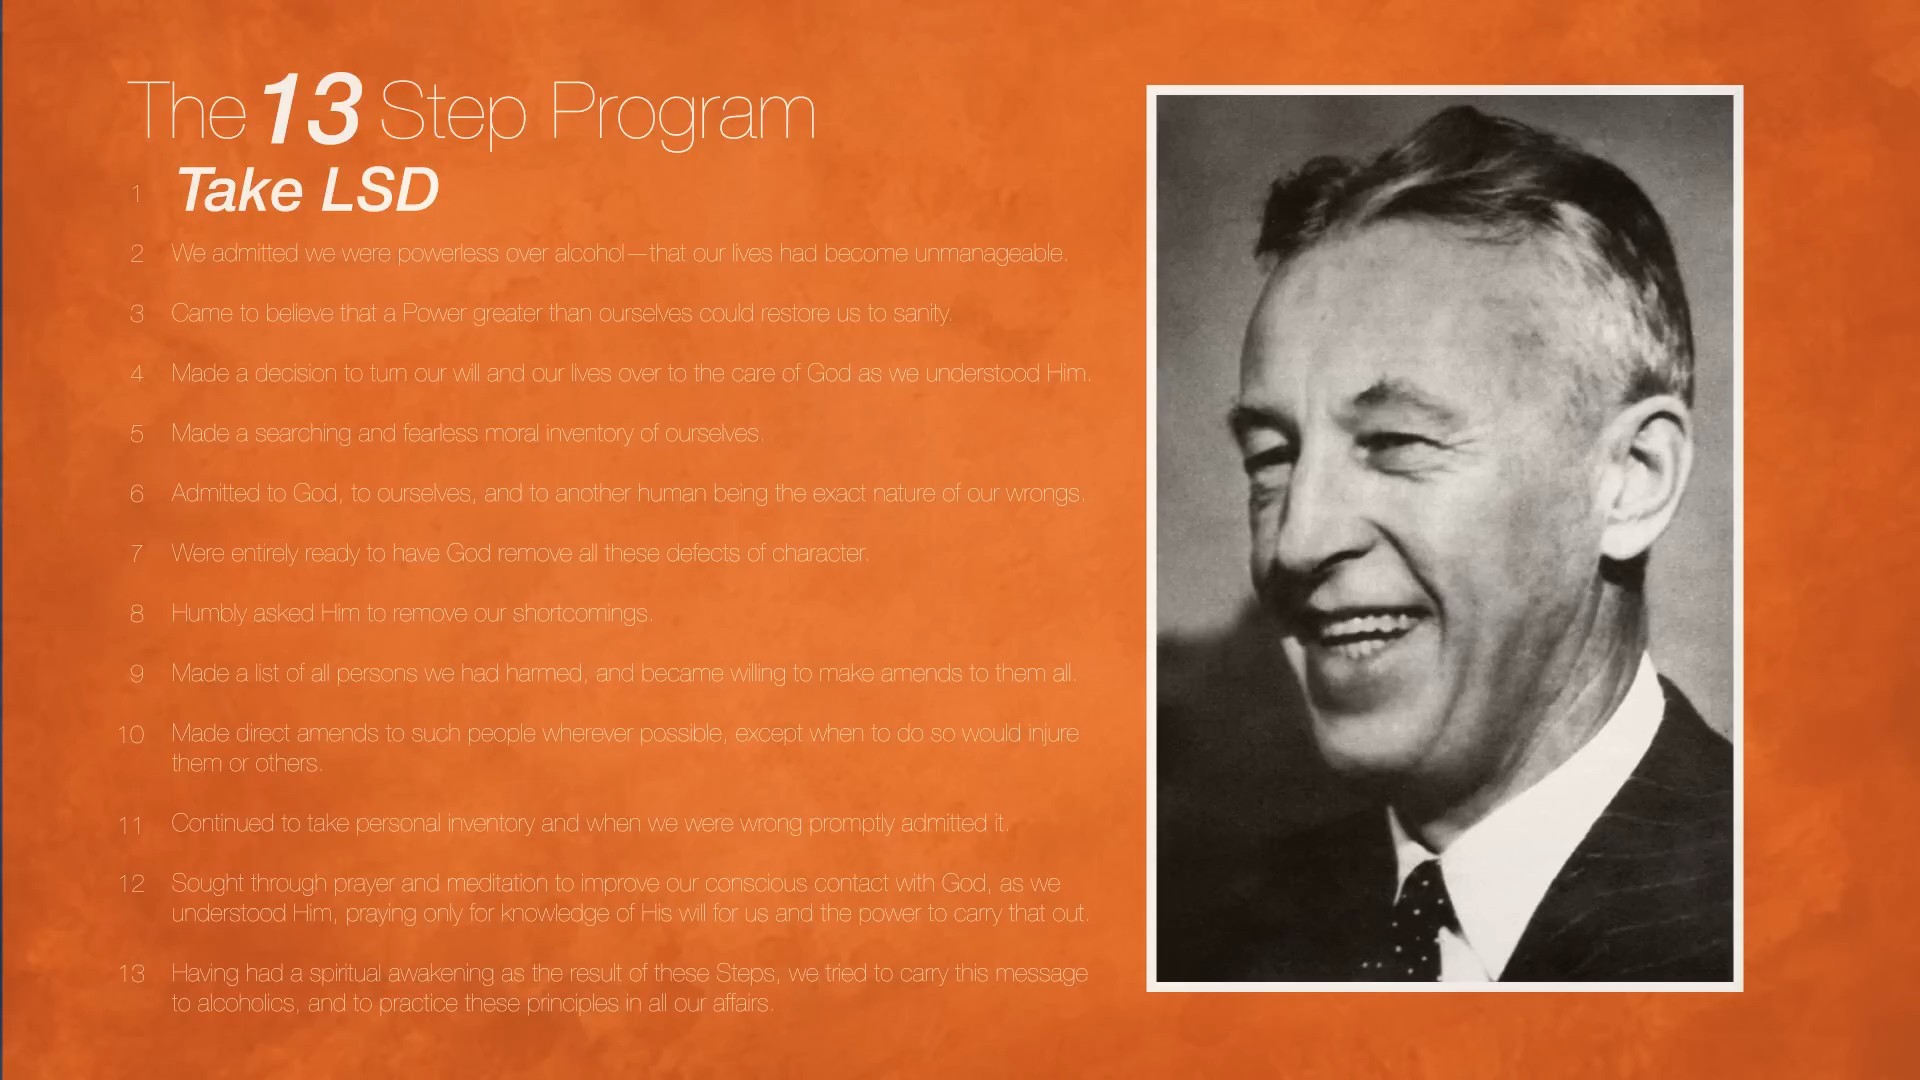 The 13 Step Program
1 Take LSD
2 We admitted we were powerless over alcohol—that our lives had become unmanageable.
3 Came to believe that a Power greater than ourselves could restore us to sanity.
4 Made a decision to turn our will and our lives over to the care of God as we understood Him.
5 Made a searching and fearless moral inventory of ourselves.
6 Admitted to God, to ourselves, and to another human being the exact nature of our wrongs.
7 Were entirely ready to have God remove all these defects of character.
8 Humbly asked Him to remove our shortcomings.
9 Made a list of all persons we had harmed, and became willing to make amends to them all.
10 Made direct amends to such people wherever possible, except when to do so would injure
them or others.
11 Continued to take personal inventory and when we were wrong promptly admitted it.
12 Sought through prayer and meditation to improve our conscious contact with God, as we
understood Him, praying only for knowledge of His will for us and the power to carry that out.
13 Having had a spiritual awakening as the result of these Steps, we tried to carry this message
to alcoholics, and to practice these principles in all our affairs.